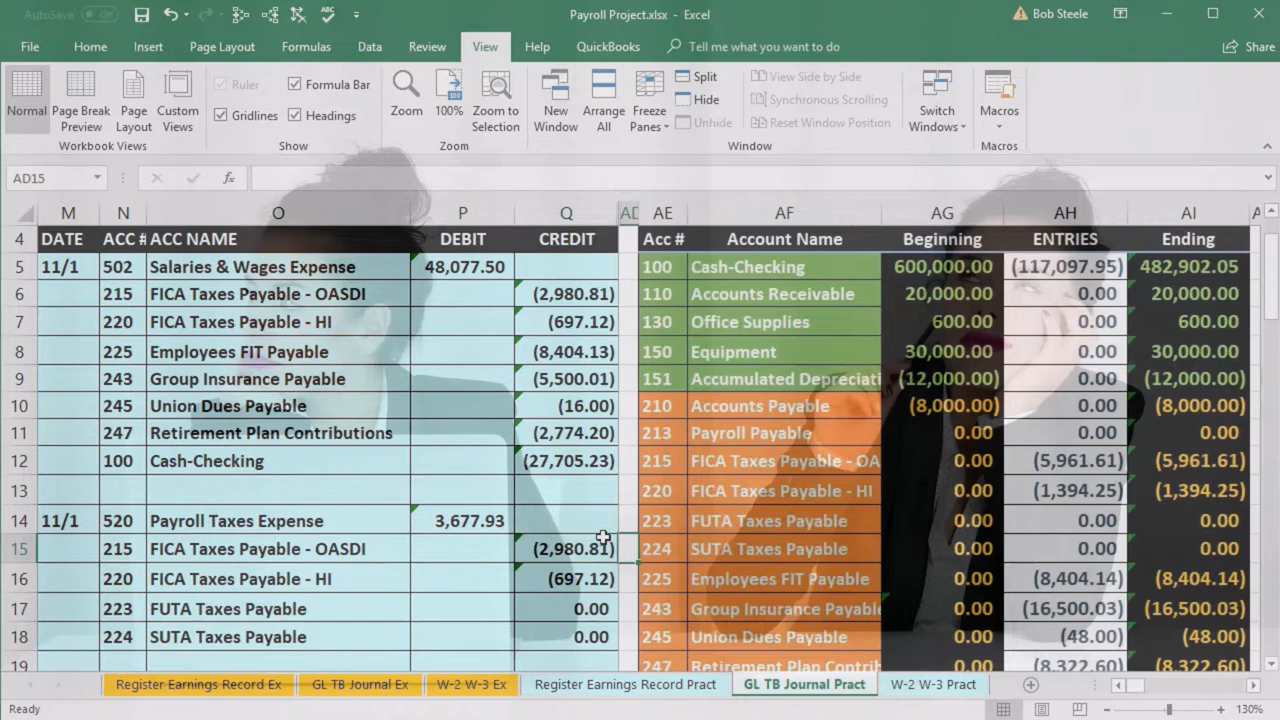 AutoSave Off Payroll Project.xlsx - Excel Bob Steele
File Home Insert Page Layout Formulas Data Review View Help QuickBooks Tell me what you want to do Share
Normal Page Break Preview Page Layout Custom Views Ruler Gridlines Formula Bar Headings Zoom 100% Zoom to Selection New Window Arrange All Freeze Panes Split Hide Unhide View Side by Side Synchronous Scrolling Reset Window Position Switch Windows Macros
Workbook Views Show Zoom Window Macros
AD15 fx
M N O P Q AD AE AF AG AH AI
4 DATE ACC # ACC NAME DEBIT CREDIT Acc # Account Name Beginning ENTRIES Ending
5 11/1 502 Salaries & Wages Expense 48,077.50 100 Cash-Checking 600,000.00 (117,097.95) 482,902.05
6 215 FICA Taxes Payable - OASDI (2,980.81) 110 Accounts Receivable 20,000.00 0.00 20,000.00
7 220 FICA Taxes Payable - HI (697.12) 130 Office Supplies 600.00 0.00 600.00
8 225 Employees FIT Payable (8,404.13) 150 Equipment 30,000.00 0.00 30,000.00
9 243 Group Insurance Payable (5,500.01) 151 Accumulated Depreciati (12,000.00) 0.00 (12,000.00)
10 245 Union Dues Payable (16.00) 210 Accounts Payable (8,000.00) 0.00 (8,000.00)
11 247 Retirement Plan Contributions (2,774.20) 213 Payroll Payable 0.00 0.00 0.00
12 100 Cash-Checking (27,705.23) 215 FICA Taxes Payable - OA 0.00 (5,961.61) (5,961.61)
13 220 FICA Taxes Payable - HI 0.00 (1,394.25) (1,394.25)
14 11/1 520 Payroll Taxes Expense 3,677.93 223 FUTA Taxes Payable 0.00 0.00 0.00
15 215 FICA Taxes Payable - OASDI (2,980.81) 224 SUTA Taxes Payable 0.00 0.00 0.00
16 220 FICA Taxes Payable - HI (697.12) 225 Employees FIT Payable 0.00 (8,404.14) (8,404.14)
17 223 FUTA Taxes Payable 0.00 243 Group Insurance Payable 0.00 (16,500.03) (16,500.03)
18 224 SUTA Taxes Payable 0.00 245 Union Dues Payable 0.00 (48.00) (48.00)
19 247 Retirement Plan Contrib 0.00 (8,322.60) (8,322.60)
Register Earnings Record Ex GL TB Journal Ex W-2 W-3 Ex Register Earnings Record Pract GL TB Journal Pract W-2 W-3 Pract
Ready 130%